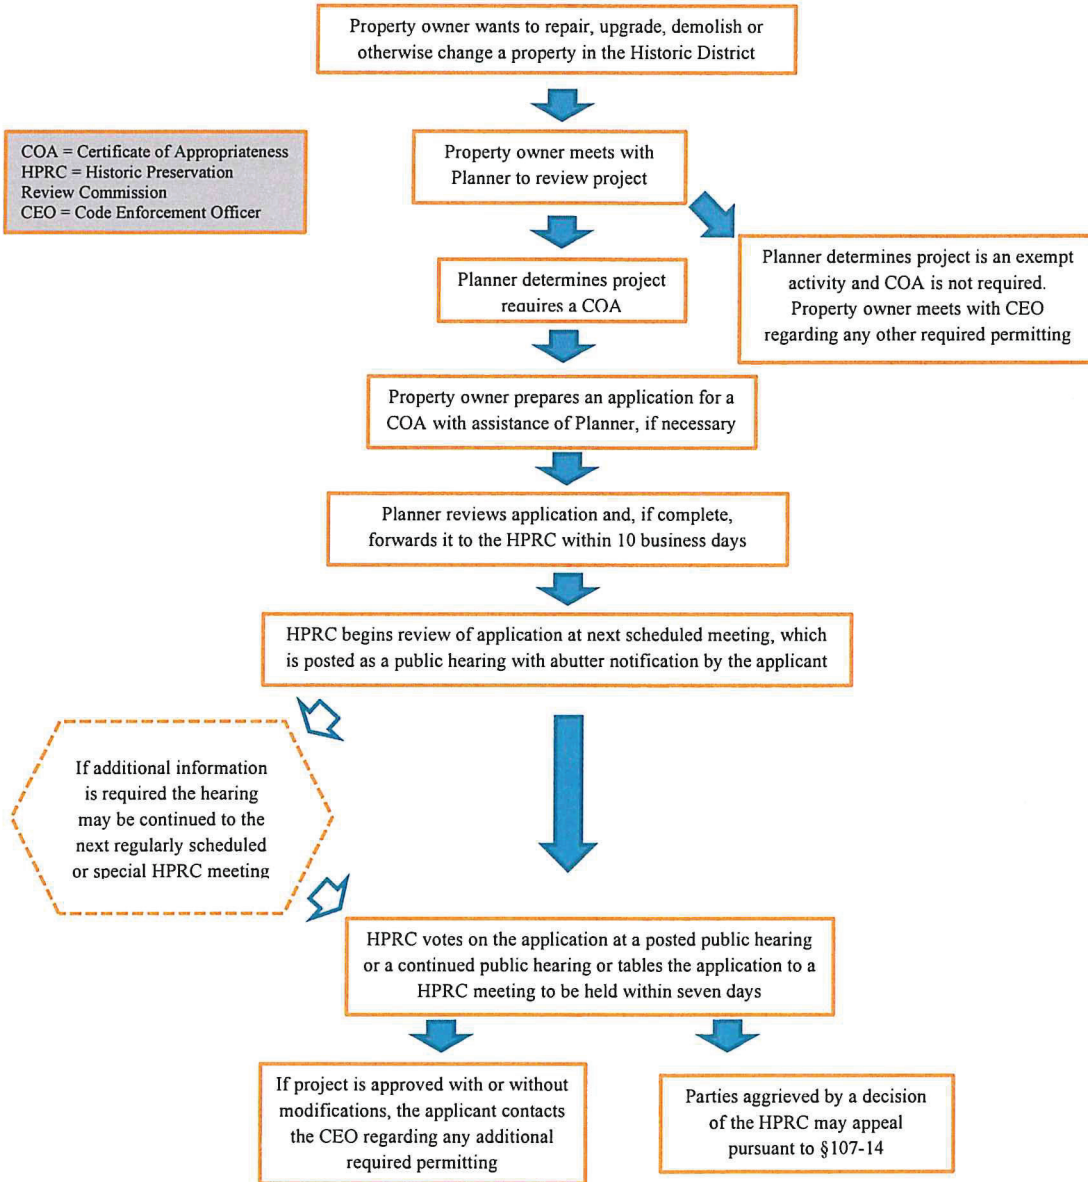 Property owner wants to repair, upgrade, demolish or
otherwise change a property in the Historic District
COA = Certificate of Appropriateness
HPRC = Historic Preservation
Review Commission
CEO = Code Enforcement Officer
Property owner meets with
Planner to review project
Planner determines project
requires a COA
Planner determines project is an exempt
activity and COA is not required.
Property owner meets with CEO
regarding any other required permitting
Property owner prepares an application for a
COA with assistance of Planner, if necessary
Planner reviews application and, if complete,
forwards it to the HPRC within 10 business days
HPRC begins review of application at next scheduled meeting, which
is posted as a public hearing with abutter notification by the applicant
If additional information
is required the hearing
may be continued to the
next regularly scheduled
or special HPRC meeting
HPRC votes on the application at a posted public hearing
or a continued public hearing or tables the application to a
HPRC meeting to be held within seven days
If project is approved with or without
modifications, the applicant contacts
the CEO regarding any additional
required permitting
Parties aggrieved by a decision
of the HPRC may appeal
pursuant to §107-14